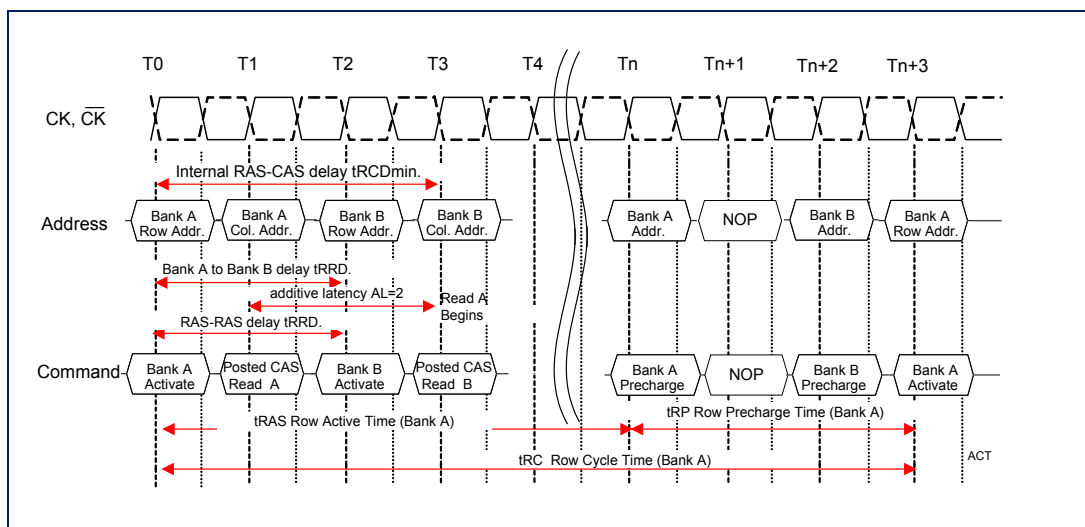 T0 T1 T2 T3 T4 Tn Tn+1 Tn+2 Tn+3
CK, C̅K̅
Internal RAS-CAS delay tRCDmin.
Address
Bank A
Row Addr.
Bank A
Col. Addr.
Bank B
Row Addr.
Bank B
Col. Addr.
Bank A
Addr.
NOP
Bank B
Addr.
Bank A
Row Addr.
Bank A to Bank B delay tRRD.
additive latency AL=2
Read A
Begins
RAS-RAS delay tRRD.
Command
Bank A
Activate
Posted CAS
Read A
Bank B
Activate
Posted CAS
Read B
Bank A
Precharge
NOP
Bank B
Precharge
Bank A
Activate
tRAS Row Active Time (Bank A)
tRP Row Precharge Time (Bank A)
tRC Row Cycle Time (Bank A)
ACT